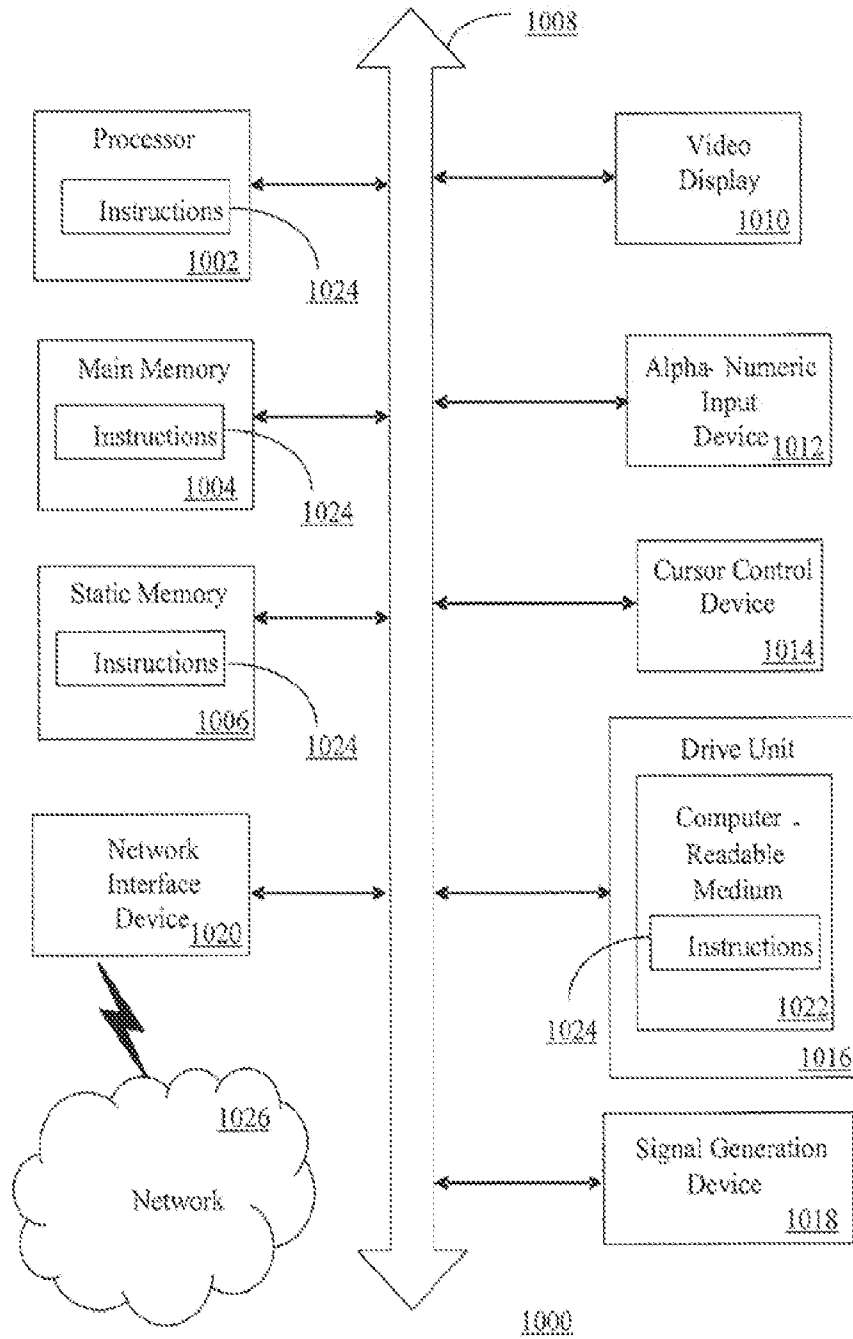 1008
Processor
Instructions
1002
1024
Main Memory
Instructions
1004
1024
Static Memory
Instructions
1006
1024
Network
Interface
Device
1020
1026
Network
Video
Display
1010
Alpha- Numeric
Input
Device
1012
Cursor Control
Device
1014
Drive Unit
Computer -
Readable
Medium
Instructions
1022
1024
1016
Signal Generation
Device
1018
1000